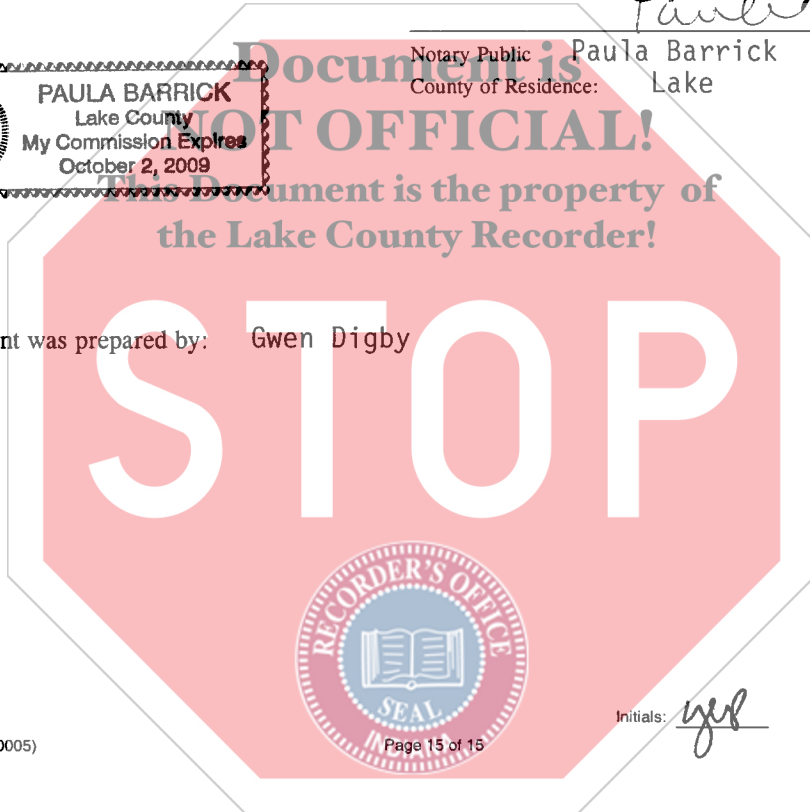 Notary Public Paula Barrick
County of Residence: Lake
PAULA BARRICK
Lake County
My Commission Expires
October 2, 2009
Document is
NOT OFFICIAL!
This Document is the property of
the Lake County Recorder!
nt was prepared by: Gwen Digby
STOP
RECORDER'S OFFICE
SEAL
INDIANA
Initials:
0005)
Page 15 of 15